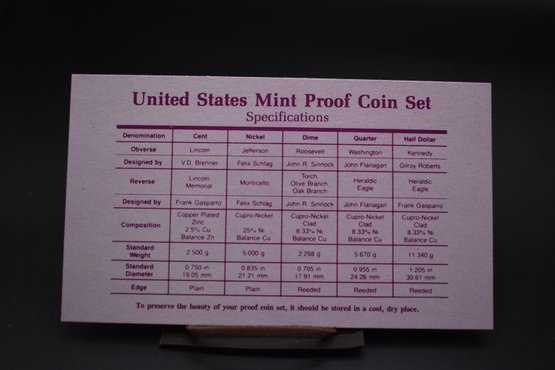 United States Mint Proof Coin Set
Specifications
Denomination Cent Nickel Dime Quarter Half Dollar
Obverse Lincoln Jefferson Roosevelt Washington Kennedy
Designed by V.D. Brenner Felix Schlag John R. Sinnock John Flanagan Gilroy Roberts
Reverse Lincoln Memorial Monticello Torch, Olive Branch, Oak Branch Heraldic Eagle Heraldic Eagle
Designed by Frank Gasparro Felix Schlag John R. Sinnock John Flanagan Frank Gasparro
Composition Copper Plated Zinc 2.5% Cu Balance Zn Cupro-Nickel 25% Ni Balance Cu Cupro-Nickel Clad 8.33% Ni Balance Cu Cupro-Nickel Clad 8.33% Ni Balance Cu Cupro-Nickel Clad 8.33% Ni Balance Cu
Standard Weight 2.500 g 5.000 g 2.268 g 5.670 g 11.340 g
Standard Diameter 0.750 in 19.05 mm 0.835 in 21.21 mm 0.705 in 17.91 mm 0.955 in 24.26 mm 1.205 in 30.61 mm
Edge Plain Plain Reeded Reeded Reeded
To preserve the beauty of your proof coin set, it should be stored in a cool, dry place.